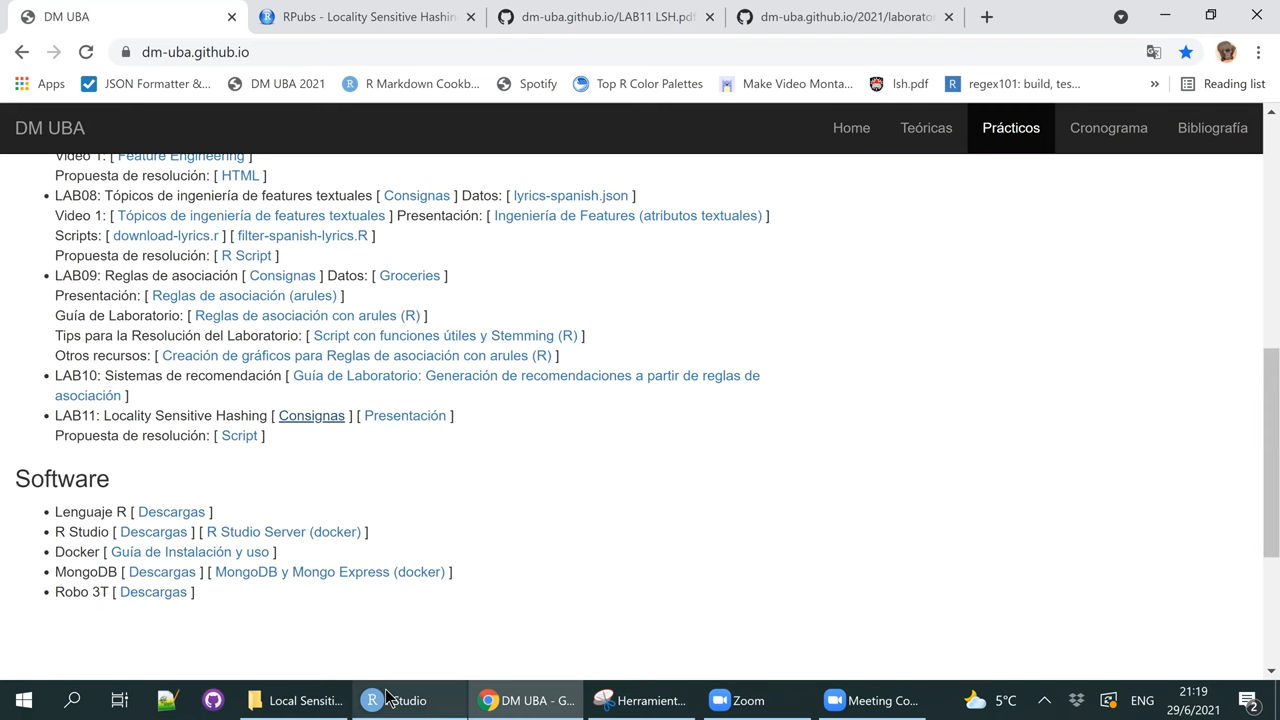 DM UBA
RPubs - Locality Sensitive Hashin
dm-uba.github.io/LAB11 LSH.pdf
dm-uba.github.io/2021/laborator
dm-uba.github.io
Apps
JSON Formatter &...
DM UBA 2021
R Markdown Cookb...
Spotify
Top R Color Palettes
Make Video Monta...
lsh.pdf
regex101: build, tes...
»
Reading list
DM UBA
Home
Teóricas
Prácticos
Cronograma
Bibliografía
Video 1: [ Feature Engineering ]
Propuesta de resolución: [ HTML ]
• LAB08: Tópicos de ingeniería de features textuales [ Consignas ] Datos: [ lyrics-spanish.json ]
Video 1: [ Tópicos de ingeniería de features textuales ] Presentación: [ Ingeniería de Features (atributos textuales) ]
Scripts: [ download-lyrics.r ] [ filter-spanish-lyrics.R ]
Propuesta de resolución: [ R Script ]
• LAB09: Reglas de asociación [ Consignas ] Datos: [ Groceries ]
Presentación: [ Reglas de asociación (arules) ]
Guía de Laboratorio: [ Reglas de asociación con arules (R) ]
Tips para la Resolución del Laboratorio: [ Script con funciones útiles y Stemming (R) ]
Otros recursos: [ Creación de gráficos para Reglas de asociación con arules (R) ]
• LAB10: Sistemas de recomendación [ Guía de Laboratorio: Generación de recomendaciones a partir de reglas de
asociación ]
• LAB11: Locality Sensitive Hashing [ Consignas ] [ Presentación ]
Propuesta de resolución: [ Script ]
Software
• Lenguaje R [ Descargas ]
• R Studio [ Descargas ] [ R Studio Server (docker) ]
• Docker [ Guía de Instalación y uso ]
• MongoDB [ Descargas ] [ MongoDB y Mongo Express (docker) ]
• Robo 3T [ Descargas ]
Local Sensiti...
DM UBA - G...
Herramient...
Zoom
Meeting Co...
5°C
ENG
21:19
29/6/2021
2